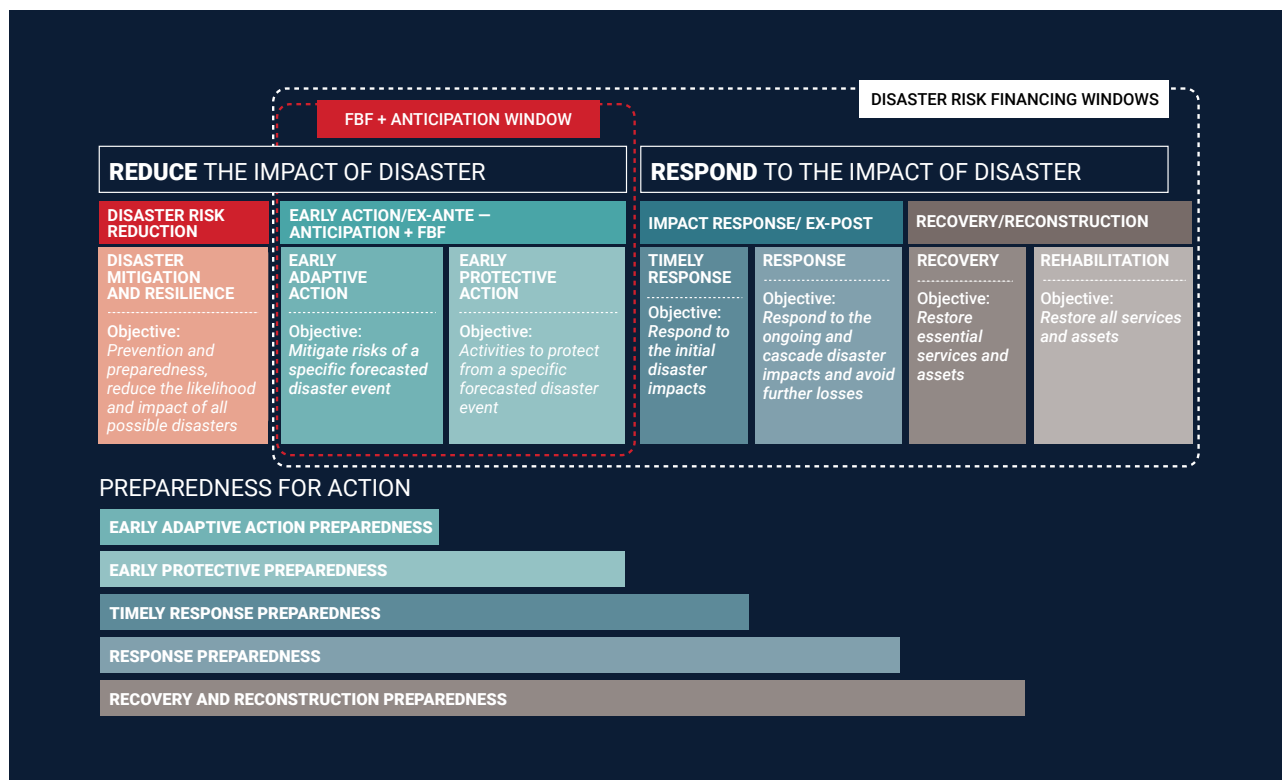 DISASTER RISK FINANCING WINDOWS
FBF + ANTICIPATION WINDOW
REDUCE THE IMPACT OF DISASTER
RESPOND TO THE IMPACT OF DISASTER
DISASTER RISK
REDUCTION
EARLY ACTION/EX-ANTE —
ANTICIPATION + FBF
IMPACT RESPONSE/ EX-POST
RECOVERY/RECONSTRUCTION
DISASTER
MITIGATION
AND RESILIENCE
Objective:
Prevention and
preparedness,
reduce the likelihood
and impact of all
possible disasters
EARLY
ADAPTIVE
ACTION
Objective:
Mitigate risks of a
specific forecasted
disaster event
EARLY
PROTECTIVE
ACTION
Objective:
Activities to protect
from a specific
forecasted disaster
event
TIMELY
RESPONSE
Objective:
Respond to
the initial
disaster
impacts
RESPONSE
Objective:
Respond to the
ongoing and
cascade disaster
impacts and avoid
further losses
RECOVERY
Objective:
Restore
essential
services and
assets
REHABILITATION
Objective:
Restore all services
and assets
PREPAREDNESS FOR ACTION
EARLY ADAPTIVE ACTION PREPAREDNESS
EARLY PROTECTIVE PREPAREDNESS
TIMELY RESPONSE PREPAREDNESS
RESPONSE PREPAREDNESS
RECOVERY AND RECONSTRUCTION PREPAREDNESS